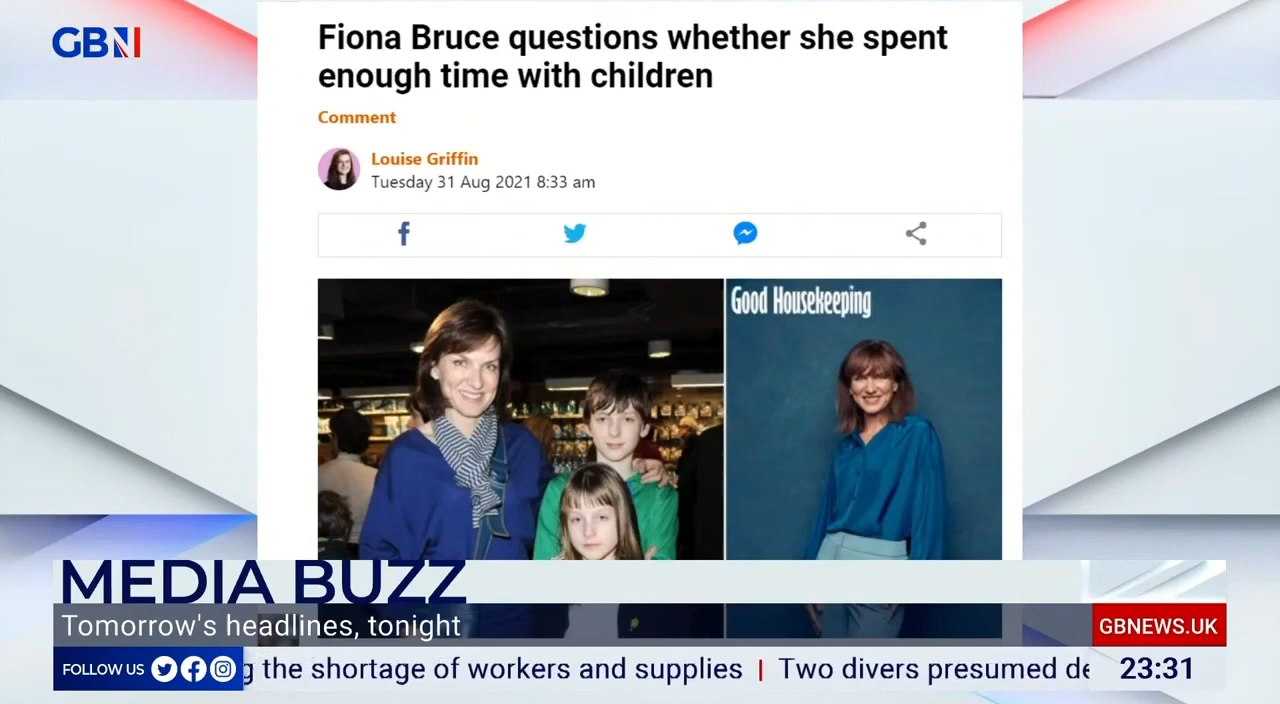 GBN
Fiona Bruce questions whether she spent
enough time with children
Comment
Louise Griffin
Tuesday 31 Aug 2021 8:33 am
Good Housekeeping
MEDIA BUZZ
Tomorrow's headlines, tonight
GBNEWS.UK
FOLLOW US
g the shortage of workers and supplies | Two divers presumed de
23:31